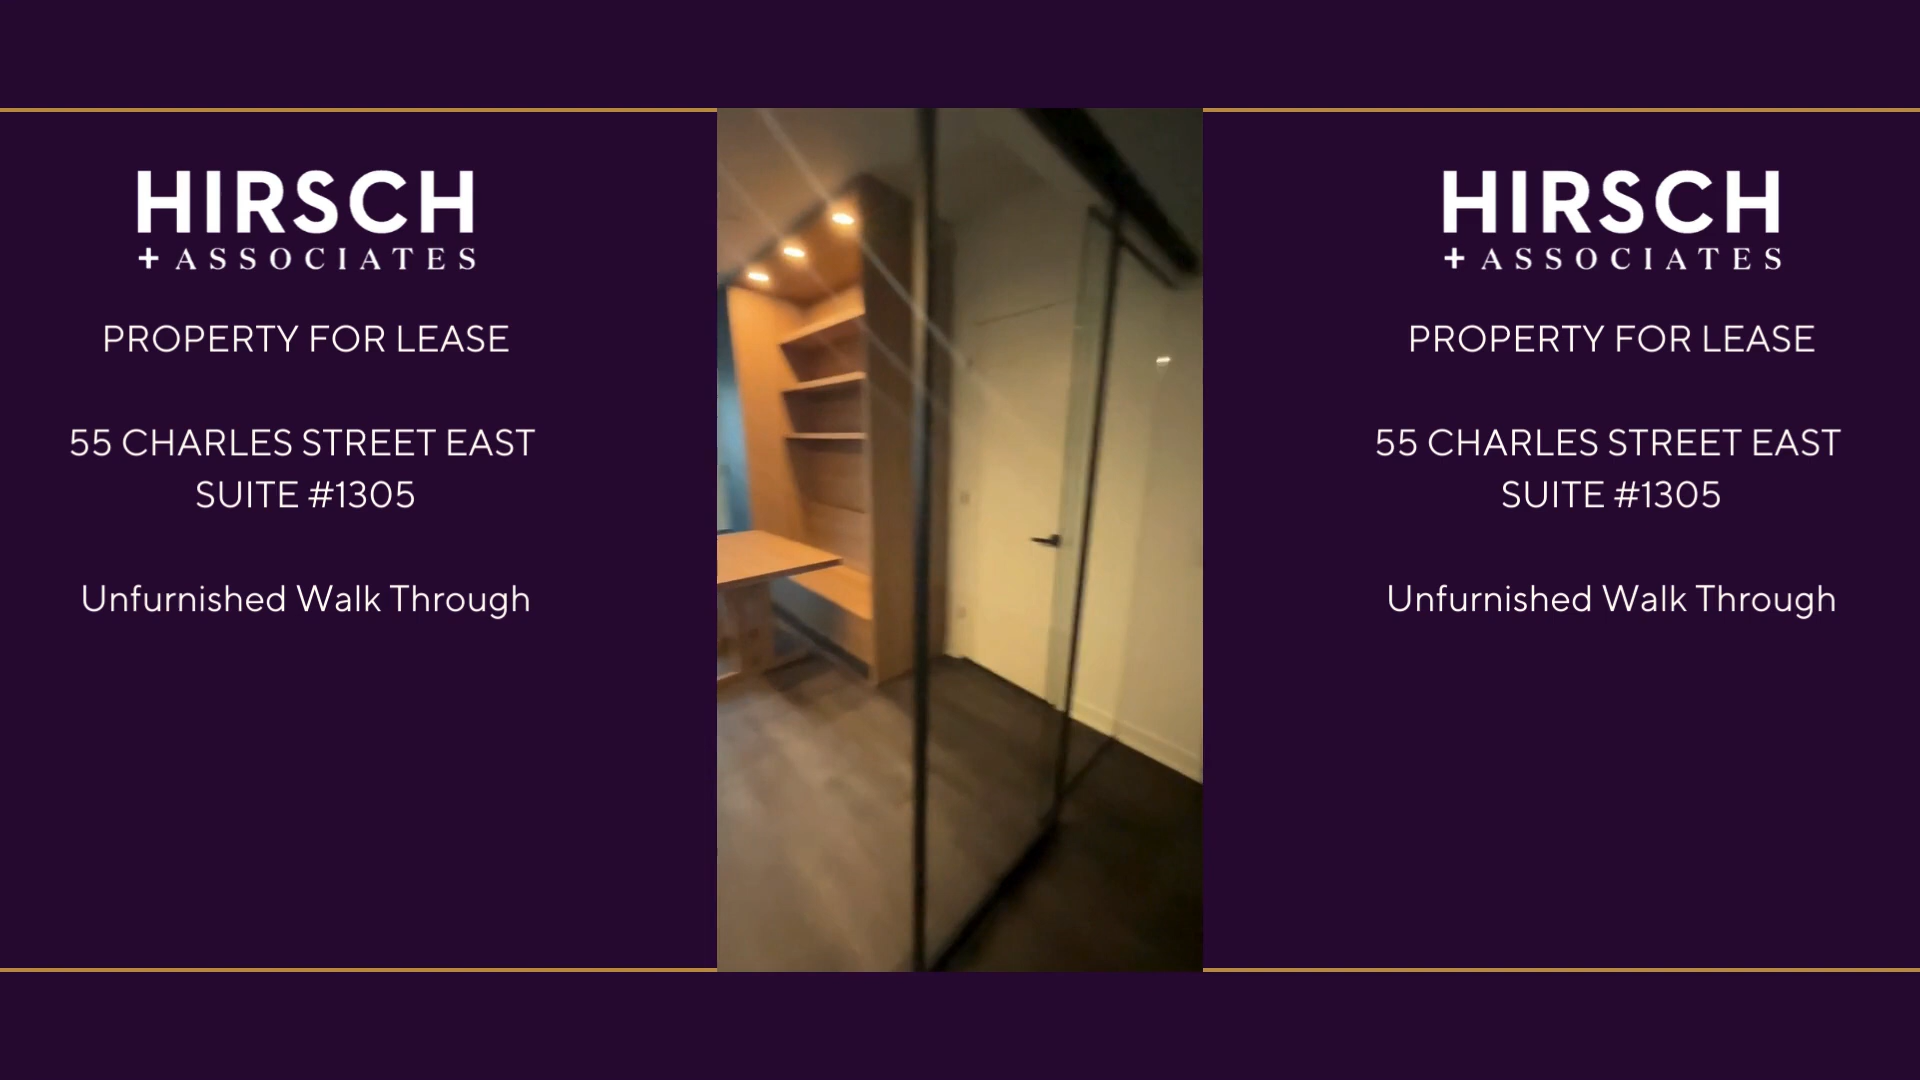 HIRSCH
+ ASSOCIATES
PROPERTY FOR LEASE
55 CHARLES STREET EAST
SUITE #1305
Unfurnished Walk Through
HIRSCH
+ ASSOCIATES
PROPERTY FOR LEASE
55 CHARLES STREET EAST
SUITE #1305
Unfurnished Walk Through